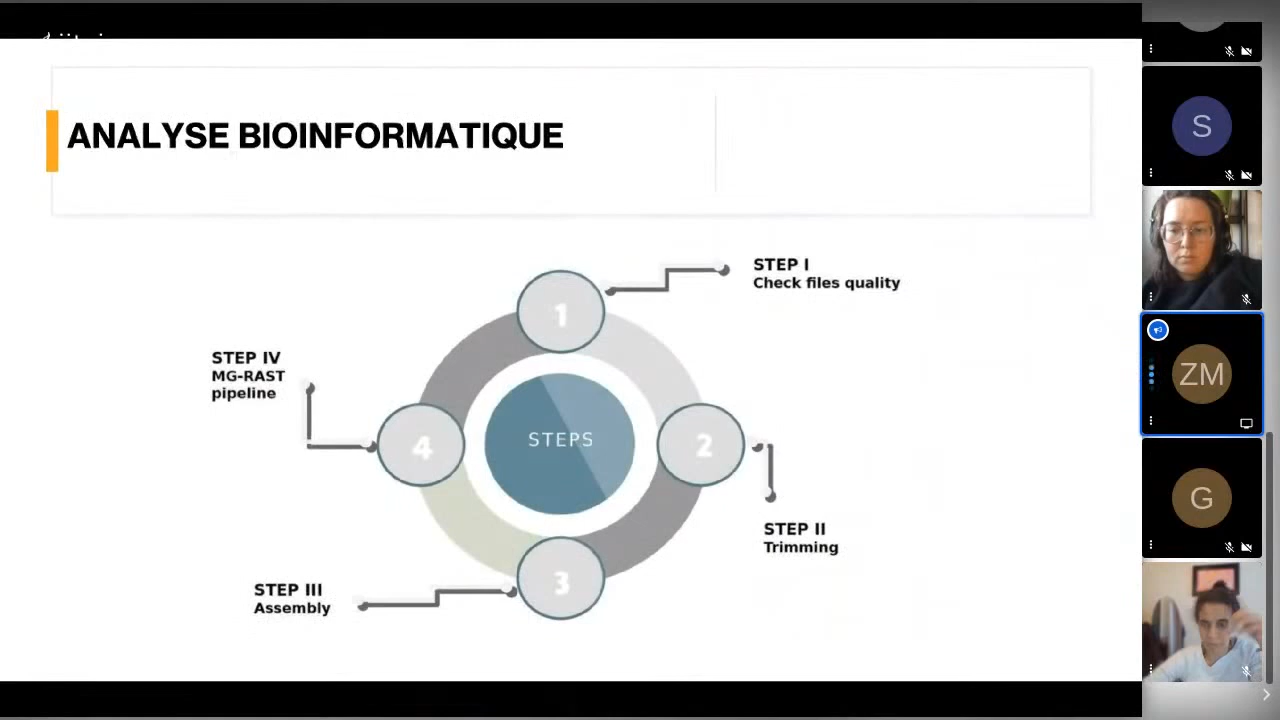 ANALYSE BIOINFORMATIQUE
STEP I
Check files quality
1
STEP IV
MG-RAST
pipeline
4
STEPS
2
STEP II
Trimming
3
STEP III
Assembly
S
ZM
G